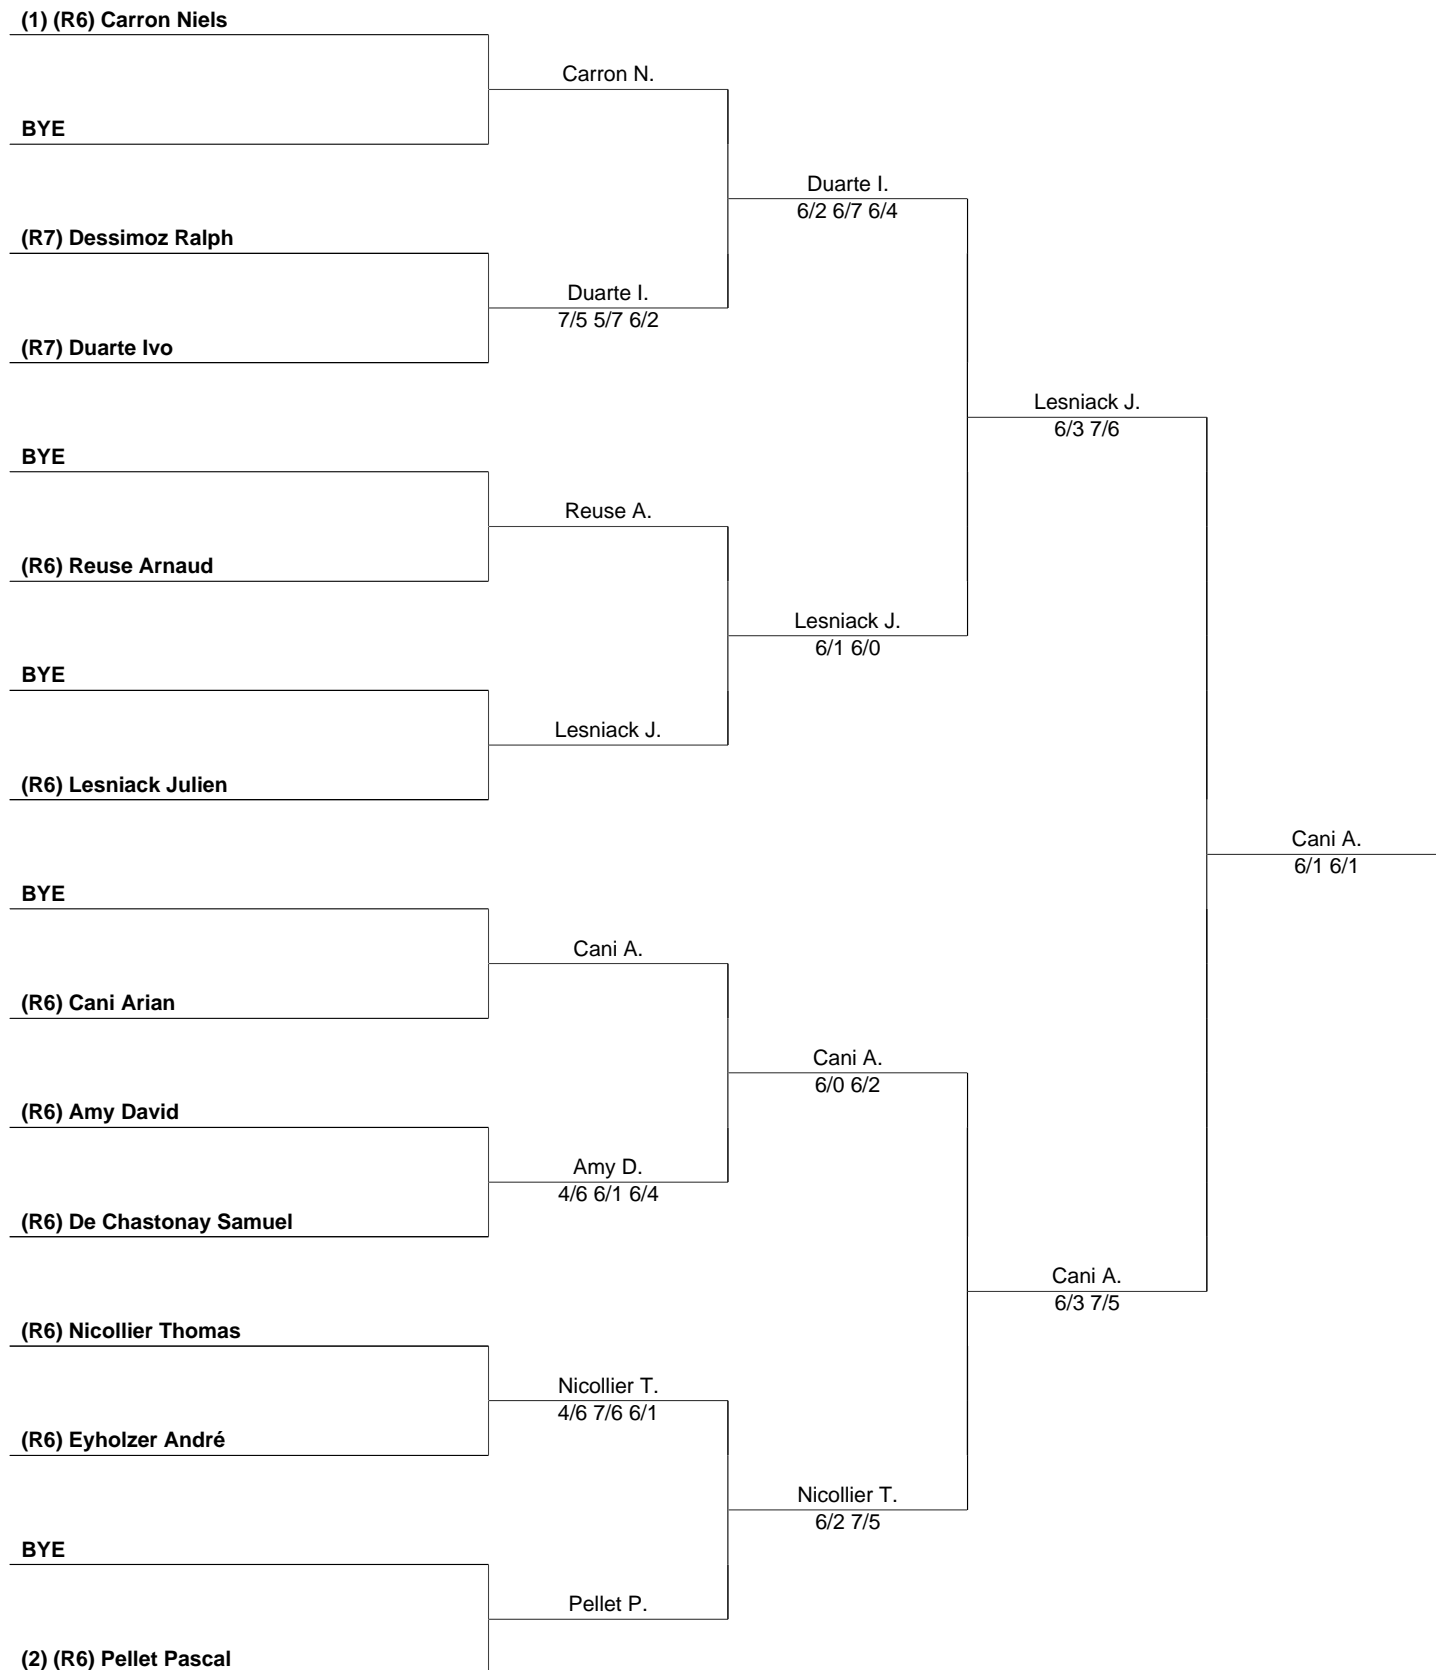 (1) (R6) Carron Niels
Carron N.
BYE
Duarte I.
6/2 6/7 6/4
(R7) Dessimoz Ralph
Duarte I.
7/5 5/7 6/2
(R7) Duarte Ivo
Lesniack J.
6/3 7/6
BYE
Reuse A.
(R6) Reuse Arnaud
Lesniack J.
6/1 6/0
BYE
Lesniack J.
(R6) Lesniack Julien
Cani A.
6/1 6/1
BYE
Cani A.
(R6) Cani Arian
Cani A.
6/0 6/2
(R6) Amy David
Amy D.
4/6 6/1 6/4
(R6) De Chastonay Samuel
Cani A.
6/3 7/5
(R6) Nicollier Thomas
Nicollier T.
4/6 7/6 6/1
(R6) Eyholzer André
Nicollier T.
6/2 7/5
BYE
Pellet P.
(2) (R6) Pellet Pascal